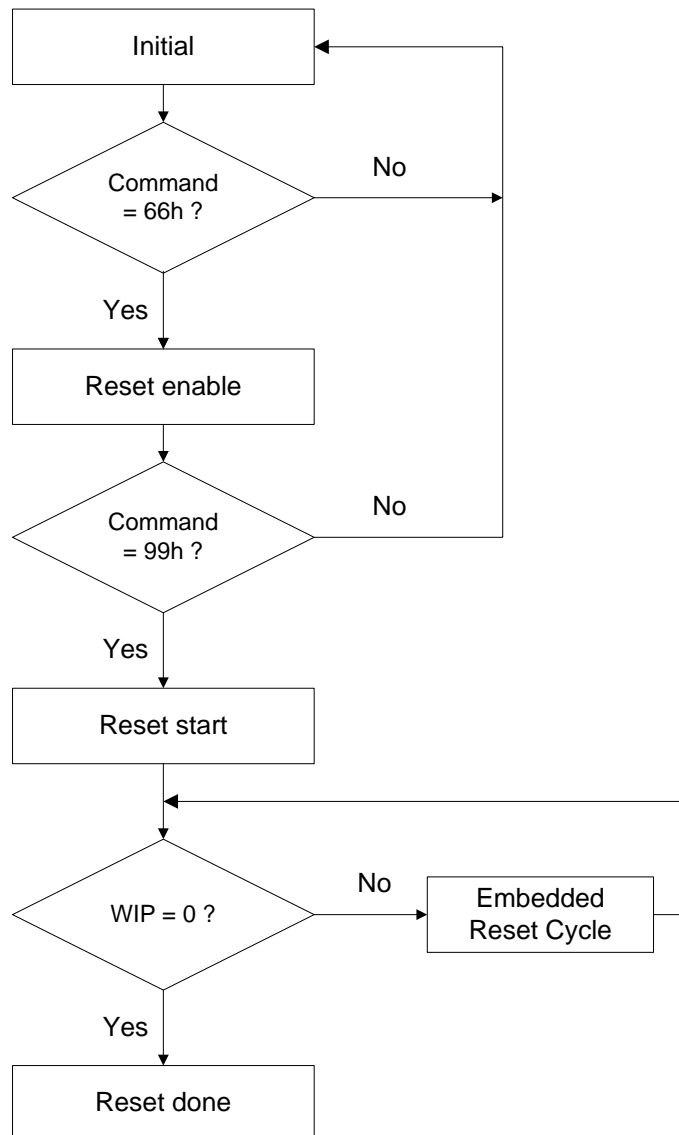 Initial
No
Command
= 66h ?
Yes
Reset enable
No
Command
= 99h ?
Yes
Reset start
No
WIP = 0 ?
Embedded
Reset Cycle
Yes
Reset done